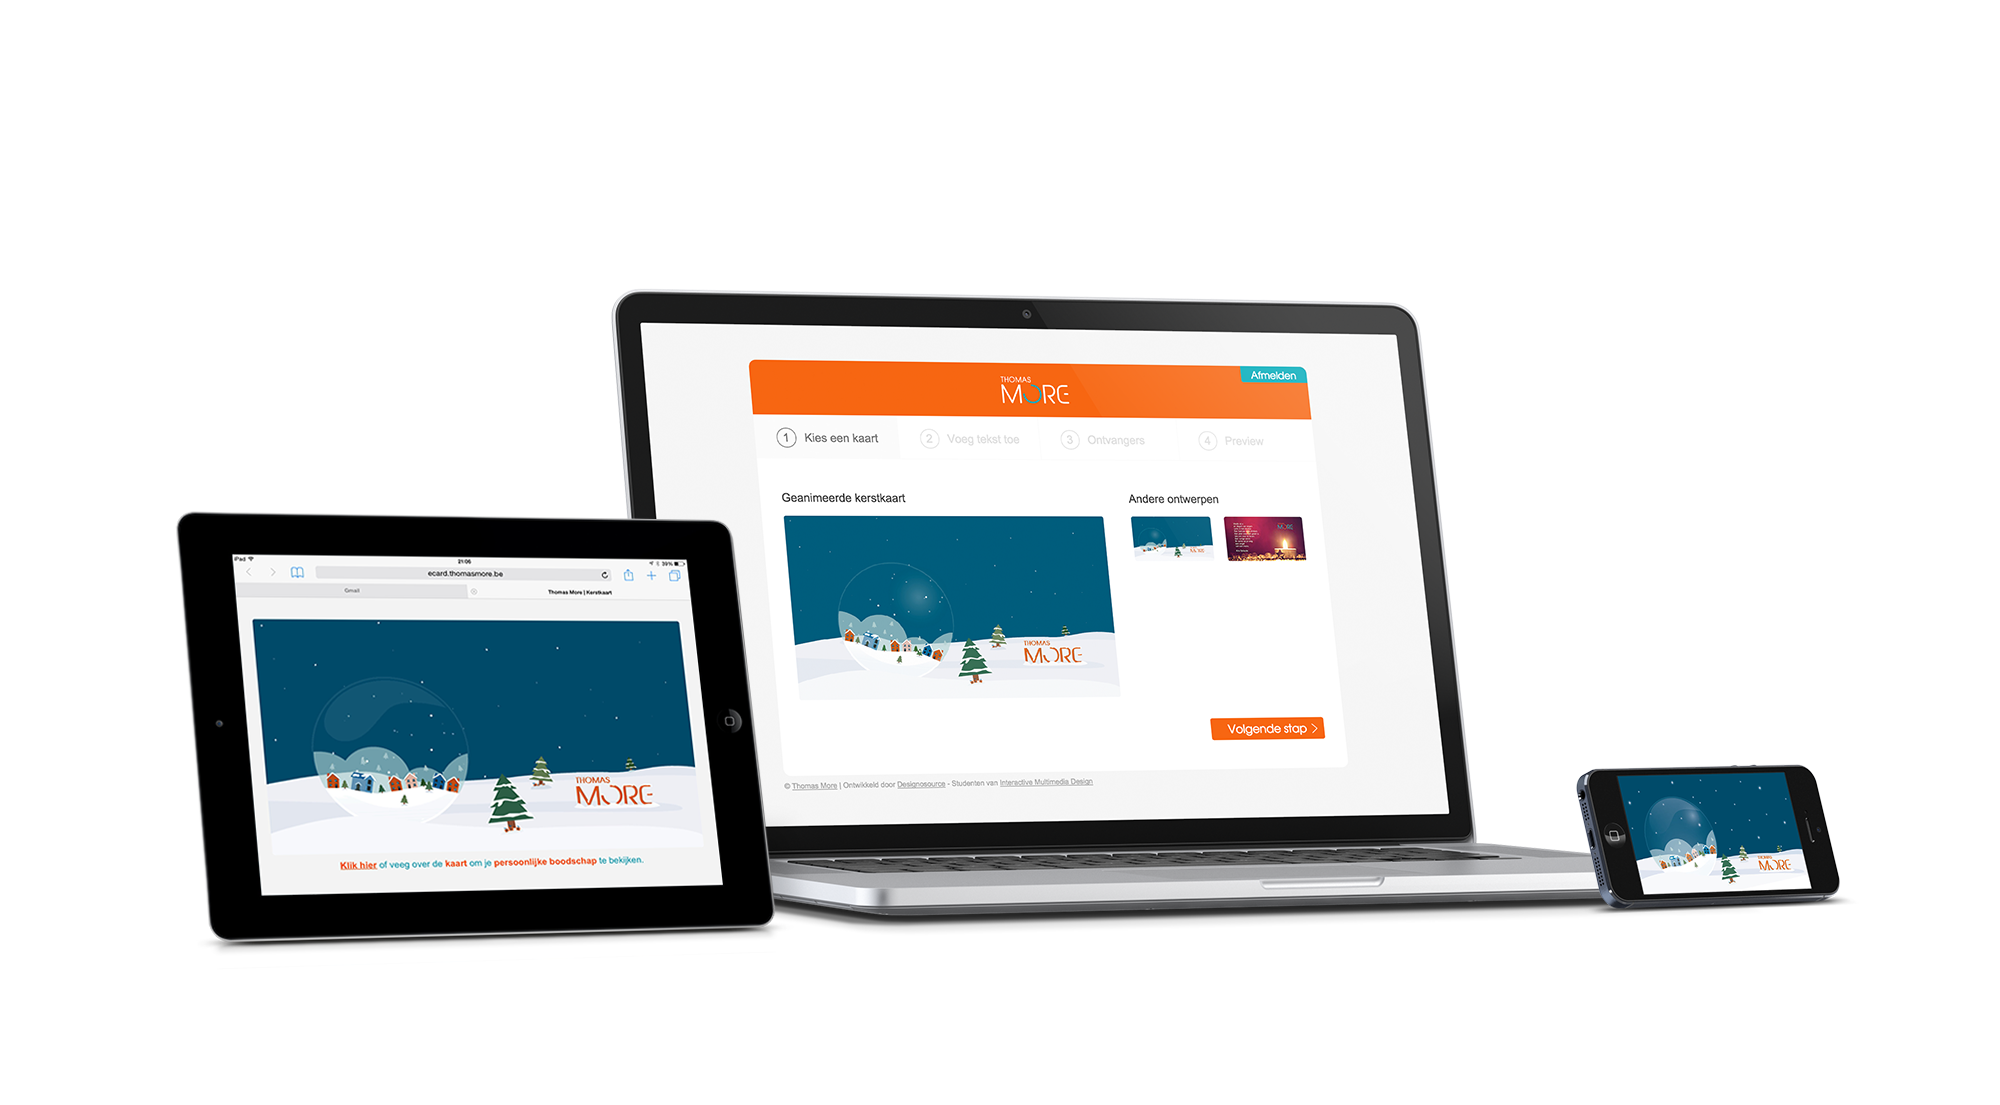 THOMAS
MORE
Afmelden
1 Kies een kaart
2 Voeg tekst toe
3 Ontvangers
4 Preview
Geanimeerde kerstkaart
Andere ontwerpen
THOMAS
MORE
Volgende stap >
© Thomas More | Ontwikkeld door Designosource - Studenten van Interactive Multimedia Design
iPad
21:06
39%
ecard.thomasmore.be
Gmail
Thomas More | Kerstkaart
THOMAS
MORE
Klik hier of veeg over de kaart om je persoonlijke boodschap te bekijken.
THOMAS
MORE